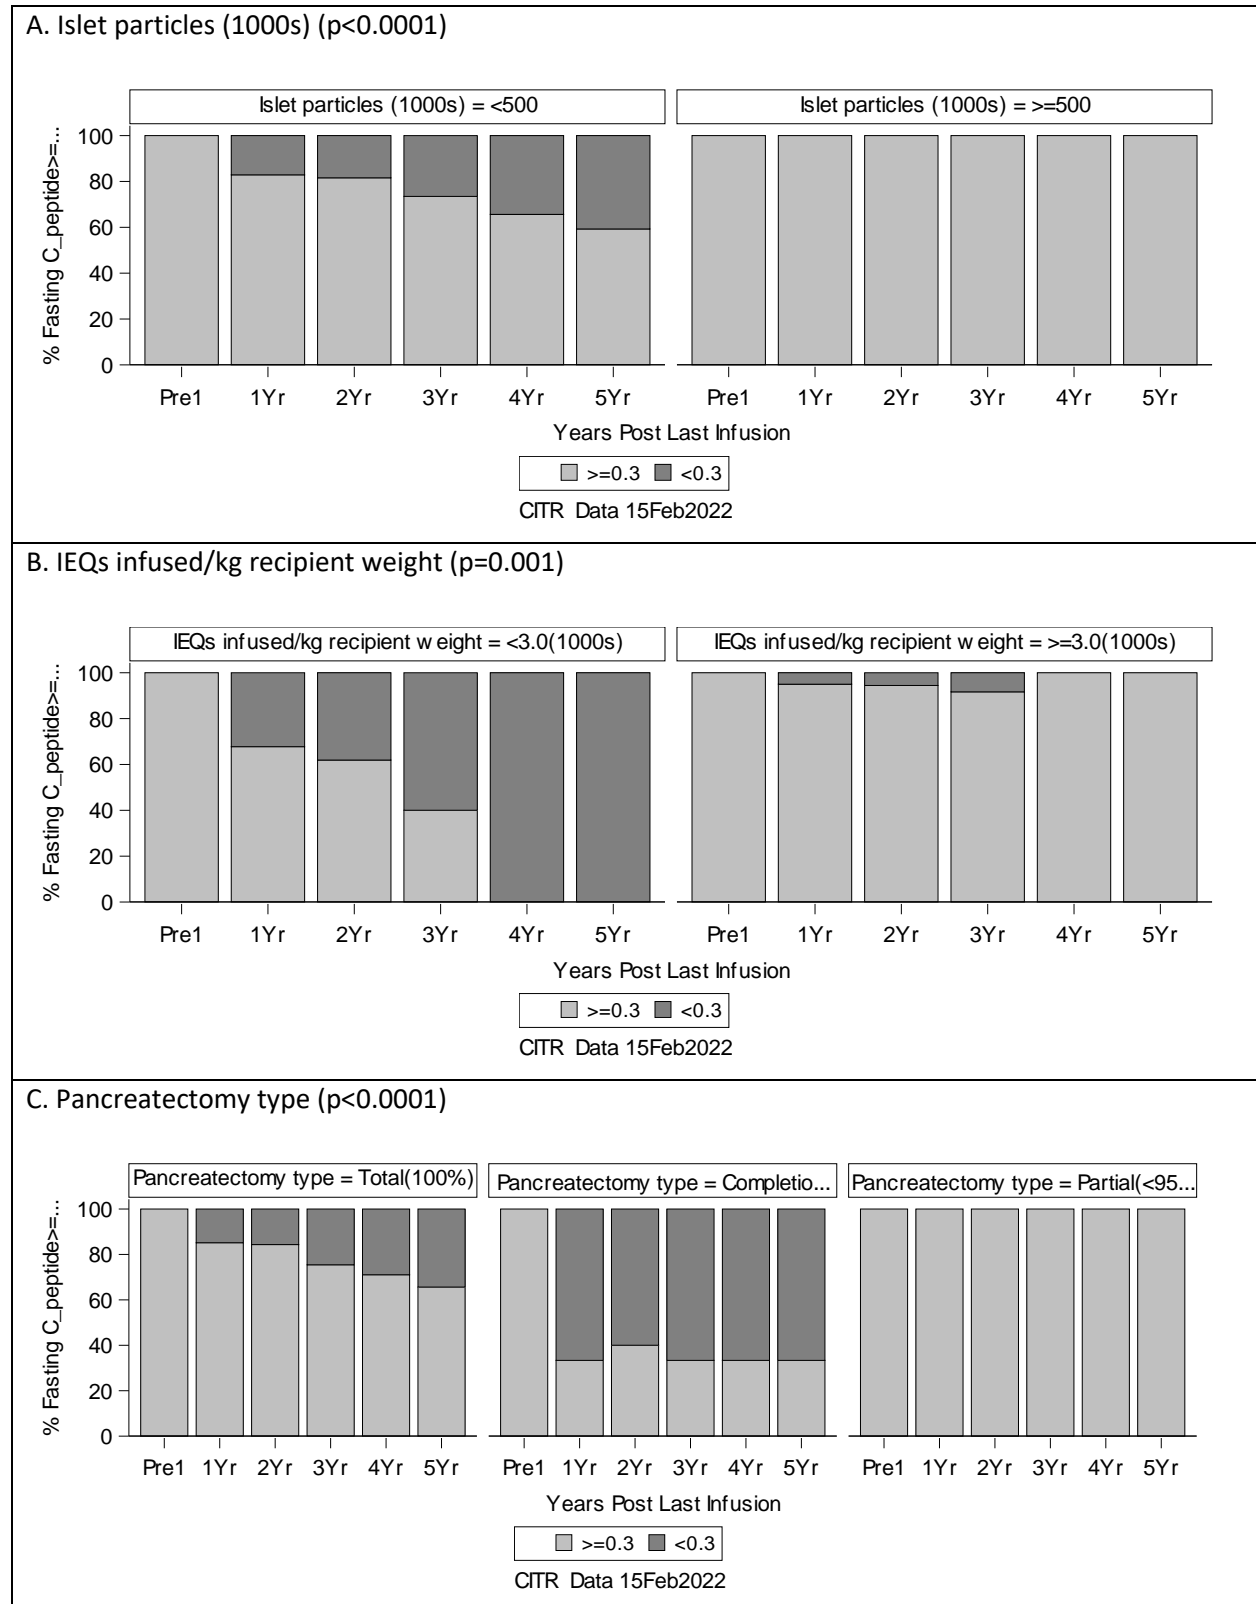 A. Islet particles (1000s) (p<0.0001)
Islet particles (1000s) = <500
Islet particles (1000s) = >=500
% Fasting C_peptide>=...
100
80
60
40
20
0
Pre1 1Yr 2Yr 3Yr 4Yr 5Yr
Pre1 1Yr 2Yr 3Yr 4Yr 5Yr
Years Post Last Infusion
>=0.3 <0.3
CITR Data 15Feb2022
B. IEQs infused/kg recipient weight (p=0.001)
IEQs infused/kg recipient weight = <3.0(1000s)
IEQs infused/kg recipient weight = >=3.0(1000s)
% Fasting C_peptide>=...
100
80
60
40
20
0
Pre1 1Yr 2Yr 3Yr 4Yr 5Yr
Pre1 1Yr 2Yr 3Yr 4Yr 5Yr
Years Post Last Infusion
>=0.3 <0.3
CITR Data 15Feb2022
C. Pancreatectomy type (p<0.0001)
Pancreatectomy type = Total(100%)
Pancreatectomy type = Completio...
Pancreatectomy type = Partial(<95...
% Fasting C_peptide>=...
100
80
60
40
20
0
Pre1 1Yr 2Yr 3Yr 4Yr 5Yr
Pre1 1Yr 2Yr 3Yr 4Yr 5Yr
Pre1 1Yr 2Yr 3Yr 4Yr 5Yr
Years Post Last Infusion
>=0.3 <0.3
CITR Data 15Feb2022